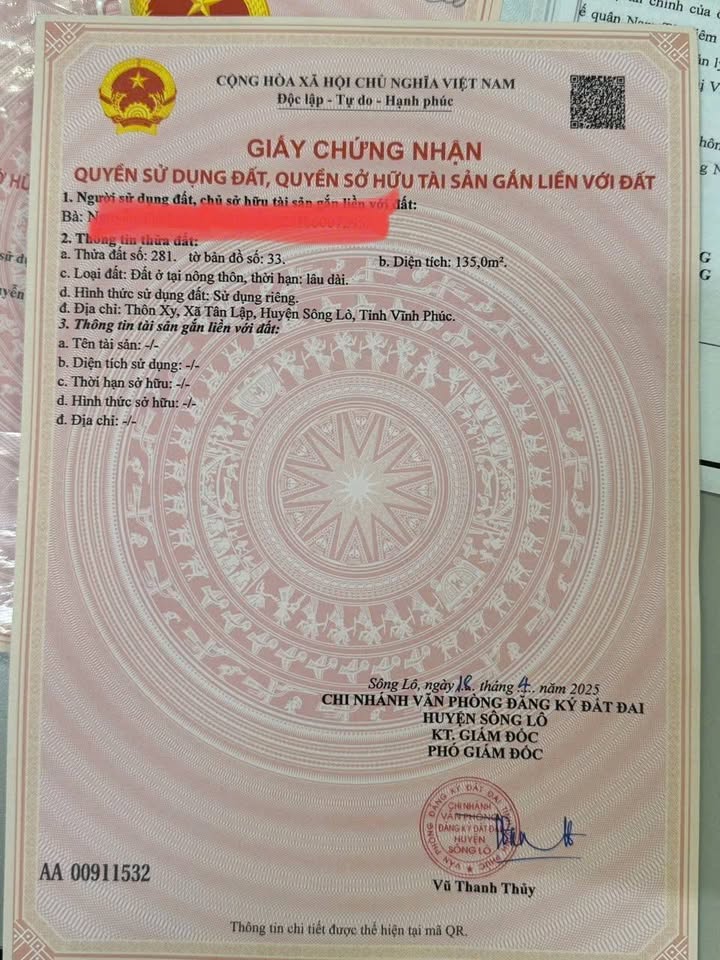 CỘNG HÒA XÃ HỘI CHỦ NGHĨA VIỆT NAM
Độc lập - Tự do - Hạnh phúc
GIẤY CHỨNG NHẬN
QUYỀN SỬ DỤNG ĐẤT, QUYỀN SỞ HỮU TÀI SẢN GẮN LIỀN VỚI ĐẤT
1. Người sử dụng đất, chủ sở hữu tài sản gắn liền với đất:
Bà:
2. Thông tin thửa đất:
a. Thửa đất số: 281. tờ bản đồ số: 33. b. Diện tích: 135,0m².
c. Loại đất: Đất ở tại nông thôn, thời hạn: lâu dài.
d. Hình thức sử dụng đất: Sử dụng riêng.
đ. Địa chỉ: Thôn Xy, Xã Tân Lập, Huyện Sông Lô, Tỉnh Vĩnh Phúc.
3. Thông tin tài sản gắn liền với đất:
a. Tên tài sản: -/-
b. Diện tích sử dụng: -/-
c. Thời hạn sở hữu: -/-
d. Hình thức sở hữu: -/-
đ. Địa chỉ: -/-
Sông Lô, ngày 18. tháng .4.. năm 2025
CHI NHÁNH VĂN PHÒNG ĐĂNG KÝ ĐẤT ĐAI
HUYỆN SÔNG LÔ
KT. GIÁM ĐỐC
PHÓ GIÁM ĐỐC
VĂN PHÒNG ĐĂNG KÝ ĐẤT ĐAI
CHI NHÁNH
VĂN PHÒNG
ĐĂNG KÝ ĐẤT ĐAI
HUYỆN
SÔNG LÔ
AA 00911532
Vũ Thanh Thủy
Thông tin chi tiết được thể hiện tại mã QR.